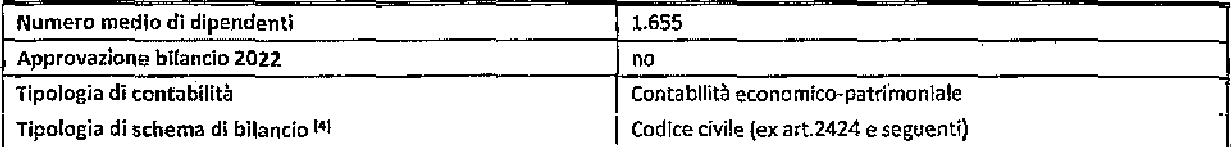 Numero medio di dipendenti 1.655
Approvazione bilancio 2022 no
Tipologia di contabilità Contabilità economico-patrimoniale
Tipologia di schema di bilancio [4] Codice civile (ex art.2424 e seguenti)